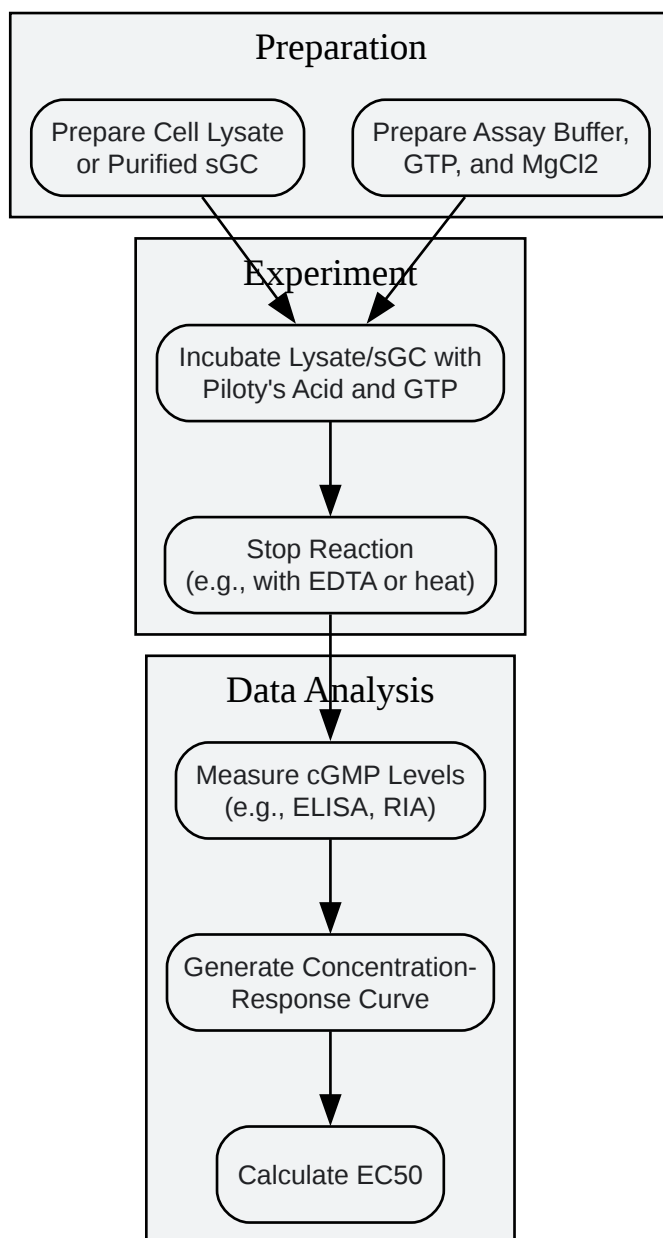 Preparation
Prepare Cell Lysate
or Purified sGC
Prepare Assay Buffer,
GTP, and MgCl2
Experiment
Incubate Lysate/sGC with
Piloty's Acid and GTP
Stop Reaction
(e.g., with EDTA or heat)
Data Analysis
Measure cGMP Levels
(e.g., ELISA, RIA)
Generate Concentration-
Response Curve
Calculate EC50